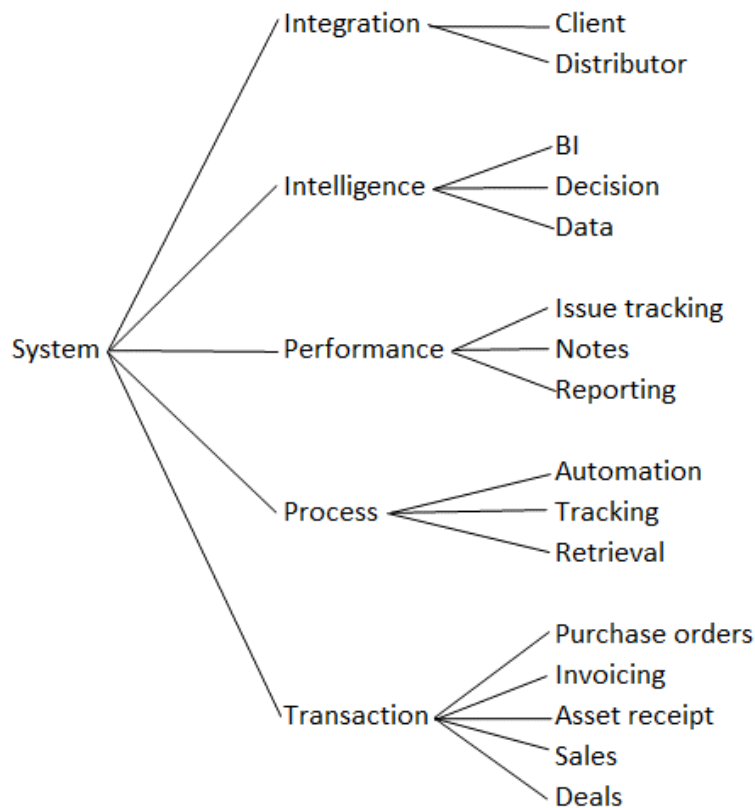 Integration
Client
Distributor
Intelligence
BI
Decision
Data
System
Performance
Issue tracking
Notes
Reporting
Process
Automation
Tracking
Retrieval
Transaction
Purchase orders
Invoicing
Asset receipt
Sales
Deals